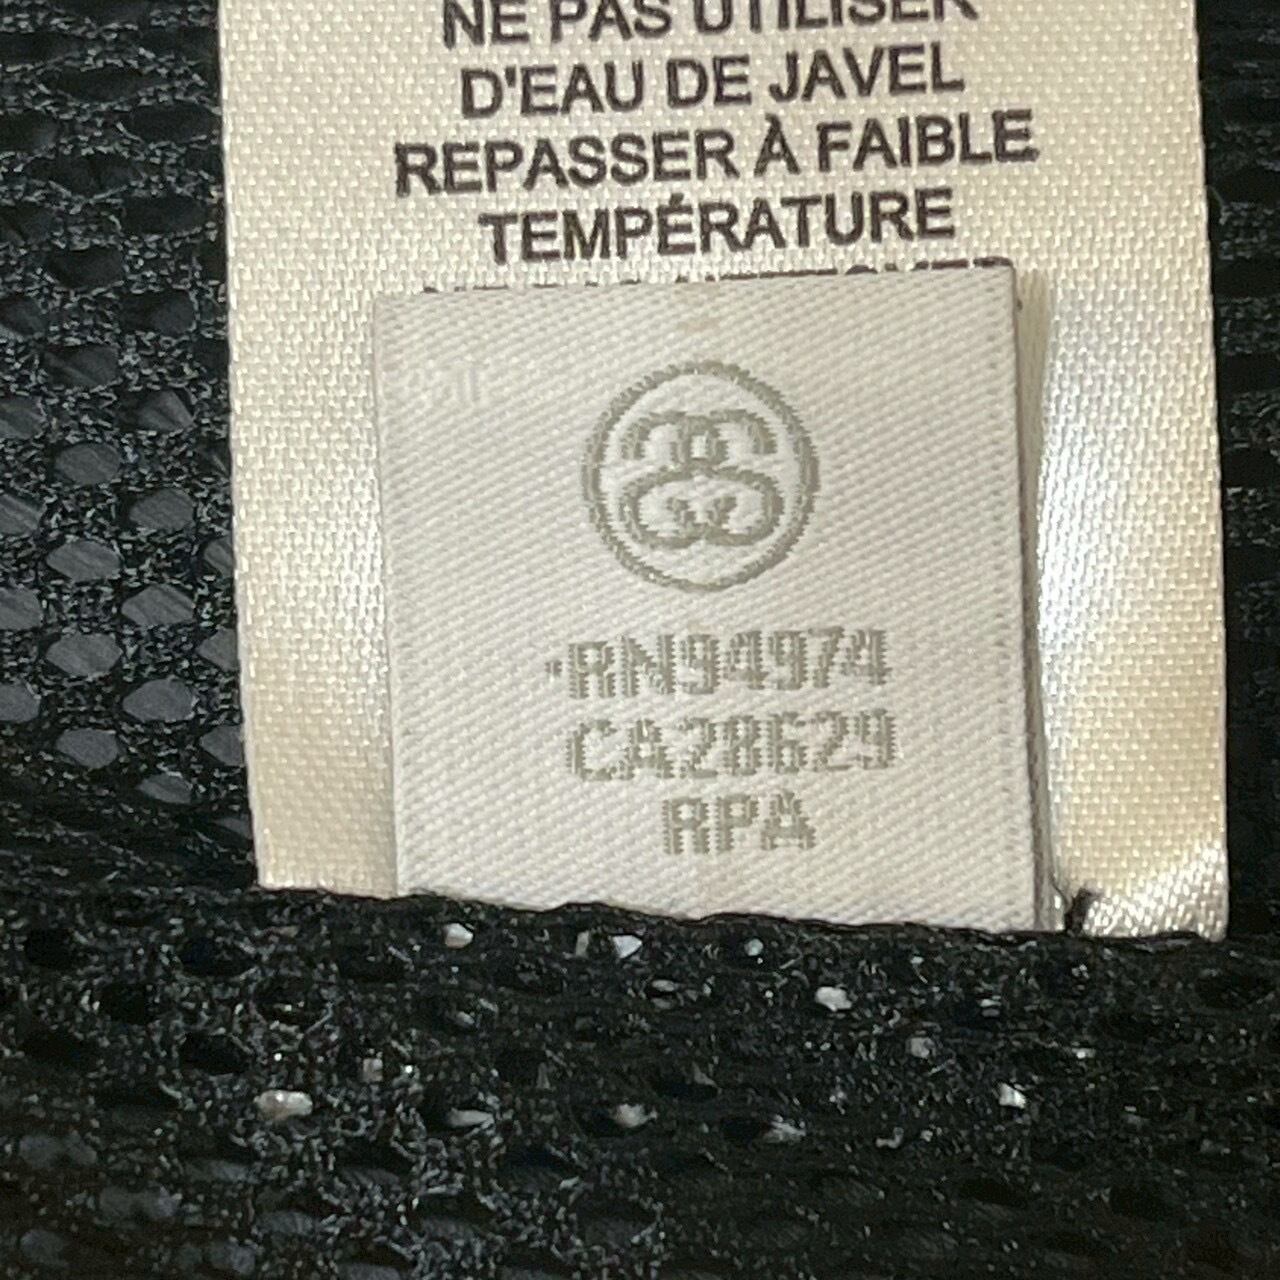 NE PAS UTILISER
D'EAU DE JAVEL
REPASSER À FAIBLE
TEMPÉRATURE
RN94974
CA28629
RPA